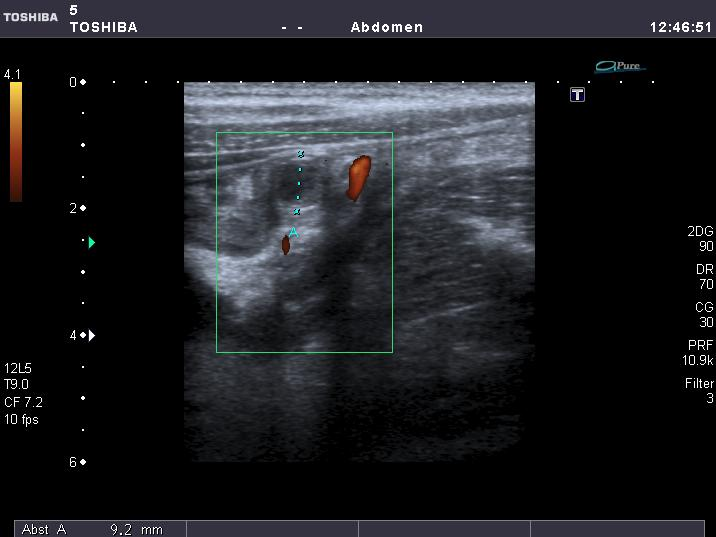 TOSHIBA
5
TOSHIBA - - Abdomen 12:46:51
4.1
0
aPure
T
2
A
2DG
90
DR
70
4
CG
30
PRF
10.9k
12L5
T9.0
CF 7.2
10 fps
Filter
3
6
Abst A 9.2 mm